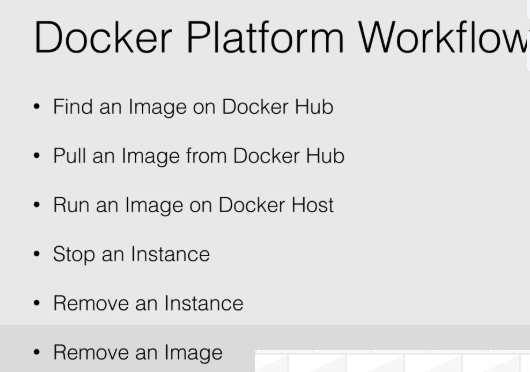 Docker Platform Workflow
• Find an Image on Docker Hub
• Pull an Image from Docker Hub
• Run an Image on Docker Host
• Stop an Instance
• Remove an Instance
• Remove an Image